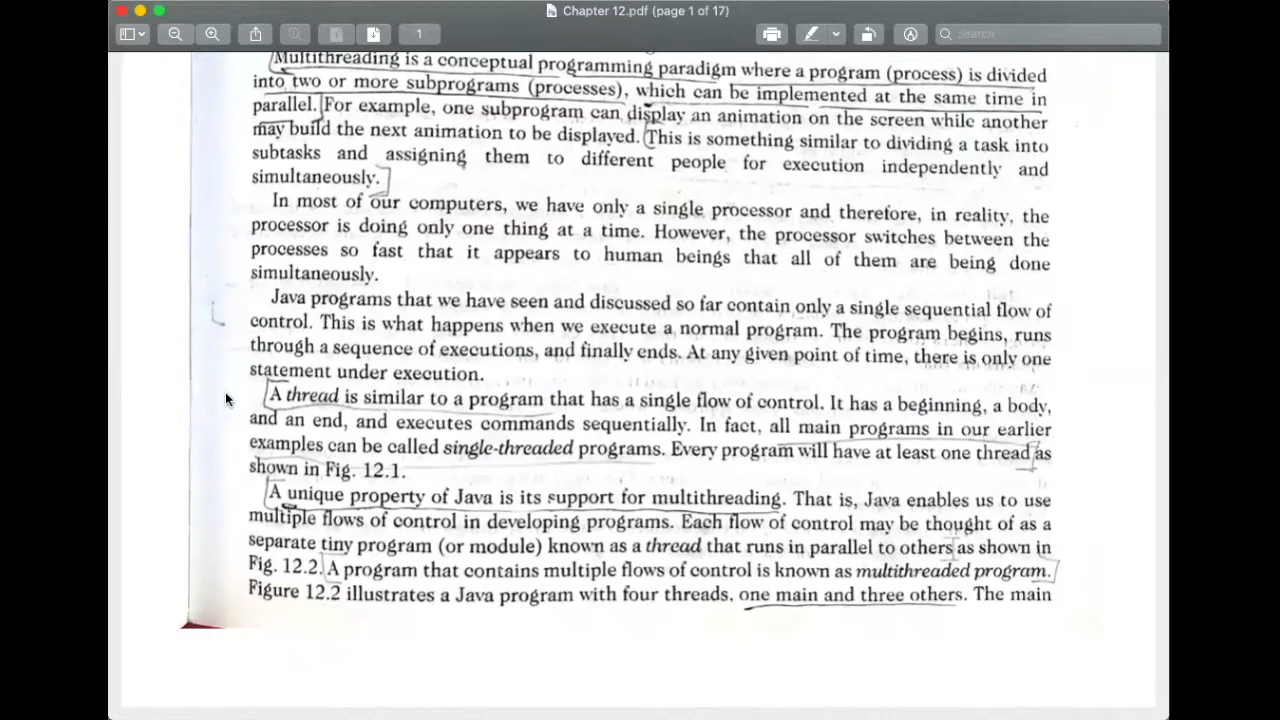 Chapter 12.pdf (page 1 of 17)
1
Search
Multithreading is a conceptual programming paradigm where a program (process) is divided
into two or more subprograms (processes), which can be implemented at the same time in
parallel. For example, one subprogram can display an animation on the screen while another
may build the next animation to be displayed. This is something similar to dividing a task into
subtasks and assigning them to different people for execution independently and
simultaneously.
In most of our computers, we have only a single processor and therefore, in reality, the
processor is doing only one thing at a time. However, the processor switches between the
processes so fast that it appears to human beings that all of them are being done
simultaneously.
Java programs that we have seen and discussed so far contain only a single sequential flow of
control. This is what happens when we execute a normal program. The program begins, runs
through a sequence of executions, and finally ends. At any given point of time, there is only one
statement under execution.
A thread is similar to a program that has a single flow of control. It has a beginning, a body,
and an end, and executes commands sequentially. In fact, all main programs in our earlier
examples can be called single-threaded programs. Every program will have at least one thread as
shown in Fig. 12.1.
A unique property of Java is its support for multithreading. That is, Java enables us to use
multiple flows of control in developing programs. Each flow of control may be thought of as a
separate tiny program (or module) known as a thread that runs in parallel to others as shown in
Fig. 12.2. A program that contains multiple flows of control is known as multithreaded program.
Figure 12.2 illustrates a Java program with four threads, one main and three others. The main